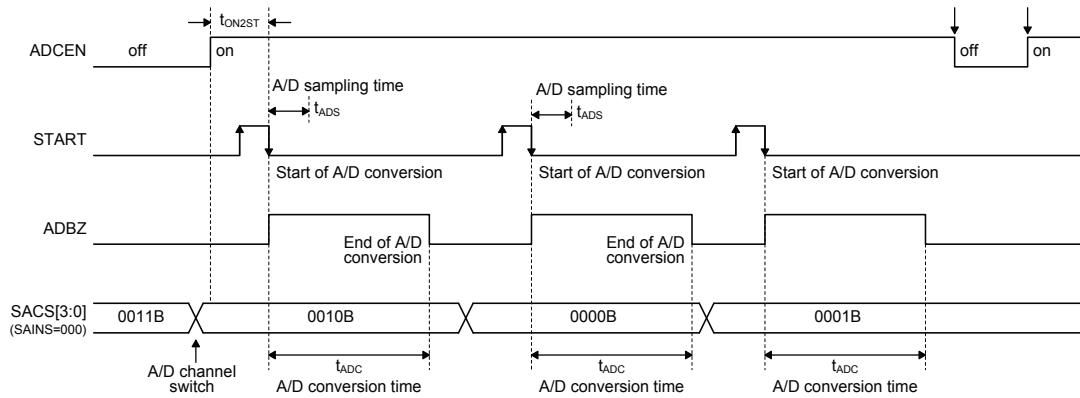 tON2ST
ADCEN
off
on
off
on
A/D sampling time
tADS
A/D sampling time
tADS
START
Start of A/D conversion
Start of A/D conversion
Start of A/D conversion
ADBZ
End of A/D
conversion
End of A/D
conversion
SACS[3:0]
(SAINS=000)
0011B
0010B
0000B
0001B
A/D channel
switch
tADC
A/D conversion time
tADC
A/D conversion time
tADC
A/D conversion time